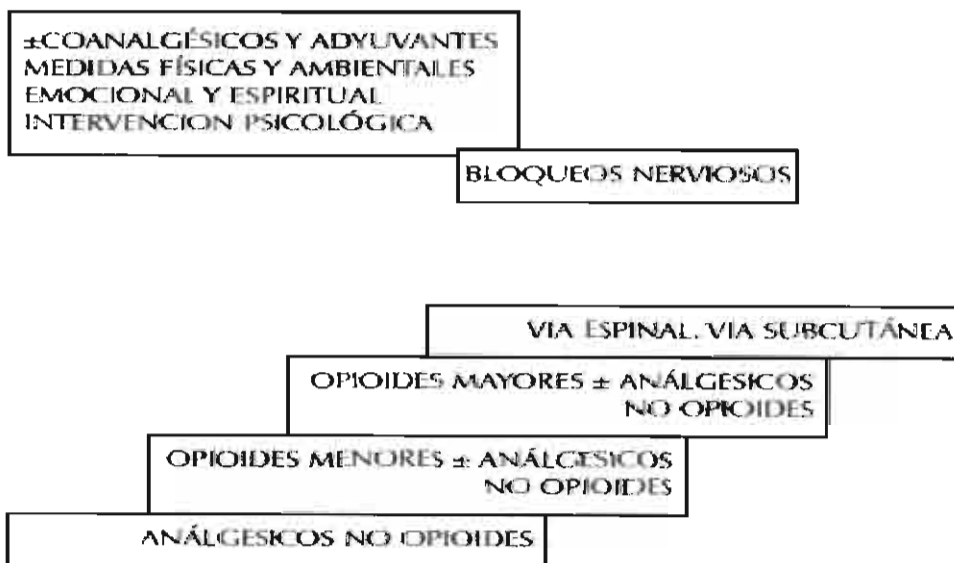 ±COANALGÉSICOS Y ADYUVANTES
MEDIDAS FÍSICAS Y AMBIENTALES
EMOCIONAL Y ESPIRITUAL
INTERVENCION PSICOLÓGICA
BLOQUEOS NERVIOSOS
VIA ESPINAL, VIA SUBCUTÁNEA
OPIOIDES MAYORES ± ANÁLGESICOS
NO OPIOIDES
OPIOIDES MENORES ± ANÁLGESICOS
NO OPIOIDES
ANÁLGESICOS NO OPIOIDES